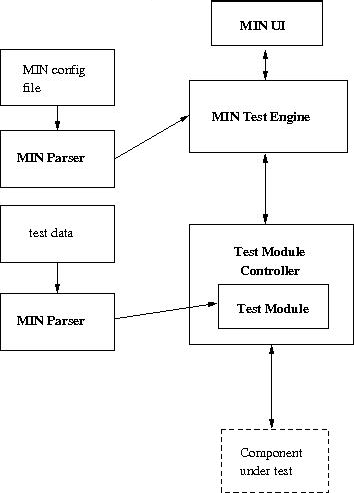 MIN UI
MIN config
file
MIN Test Engine
MIN Parser
test data
Test Module
Controller
Test Module
MIN Parser
Component
under test